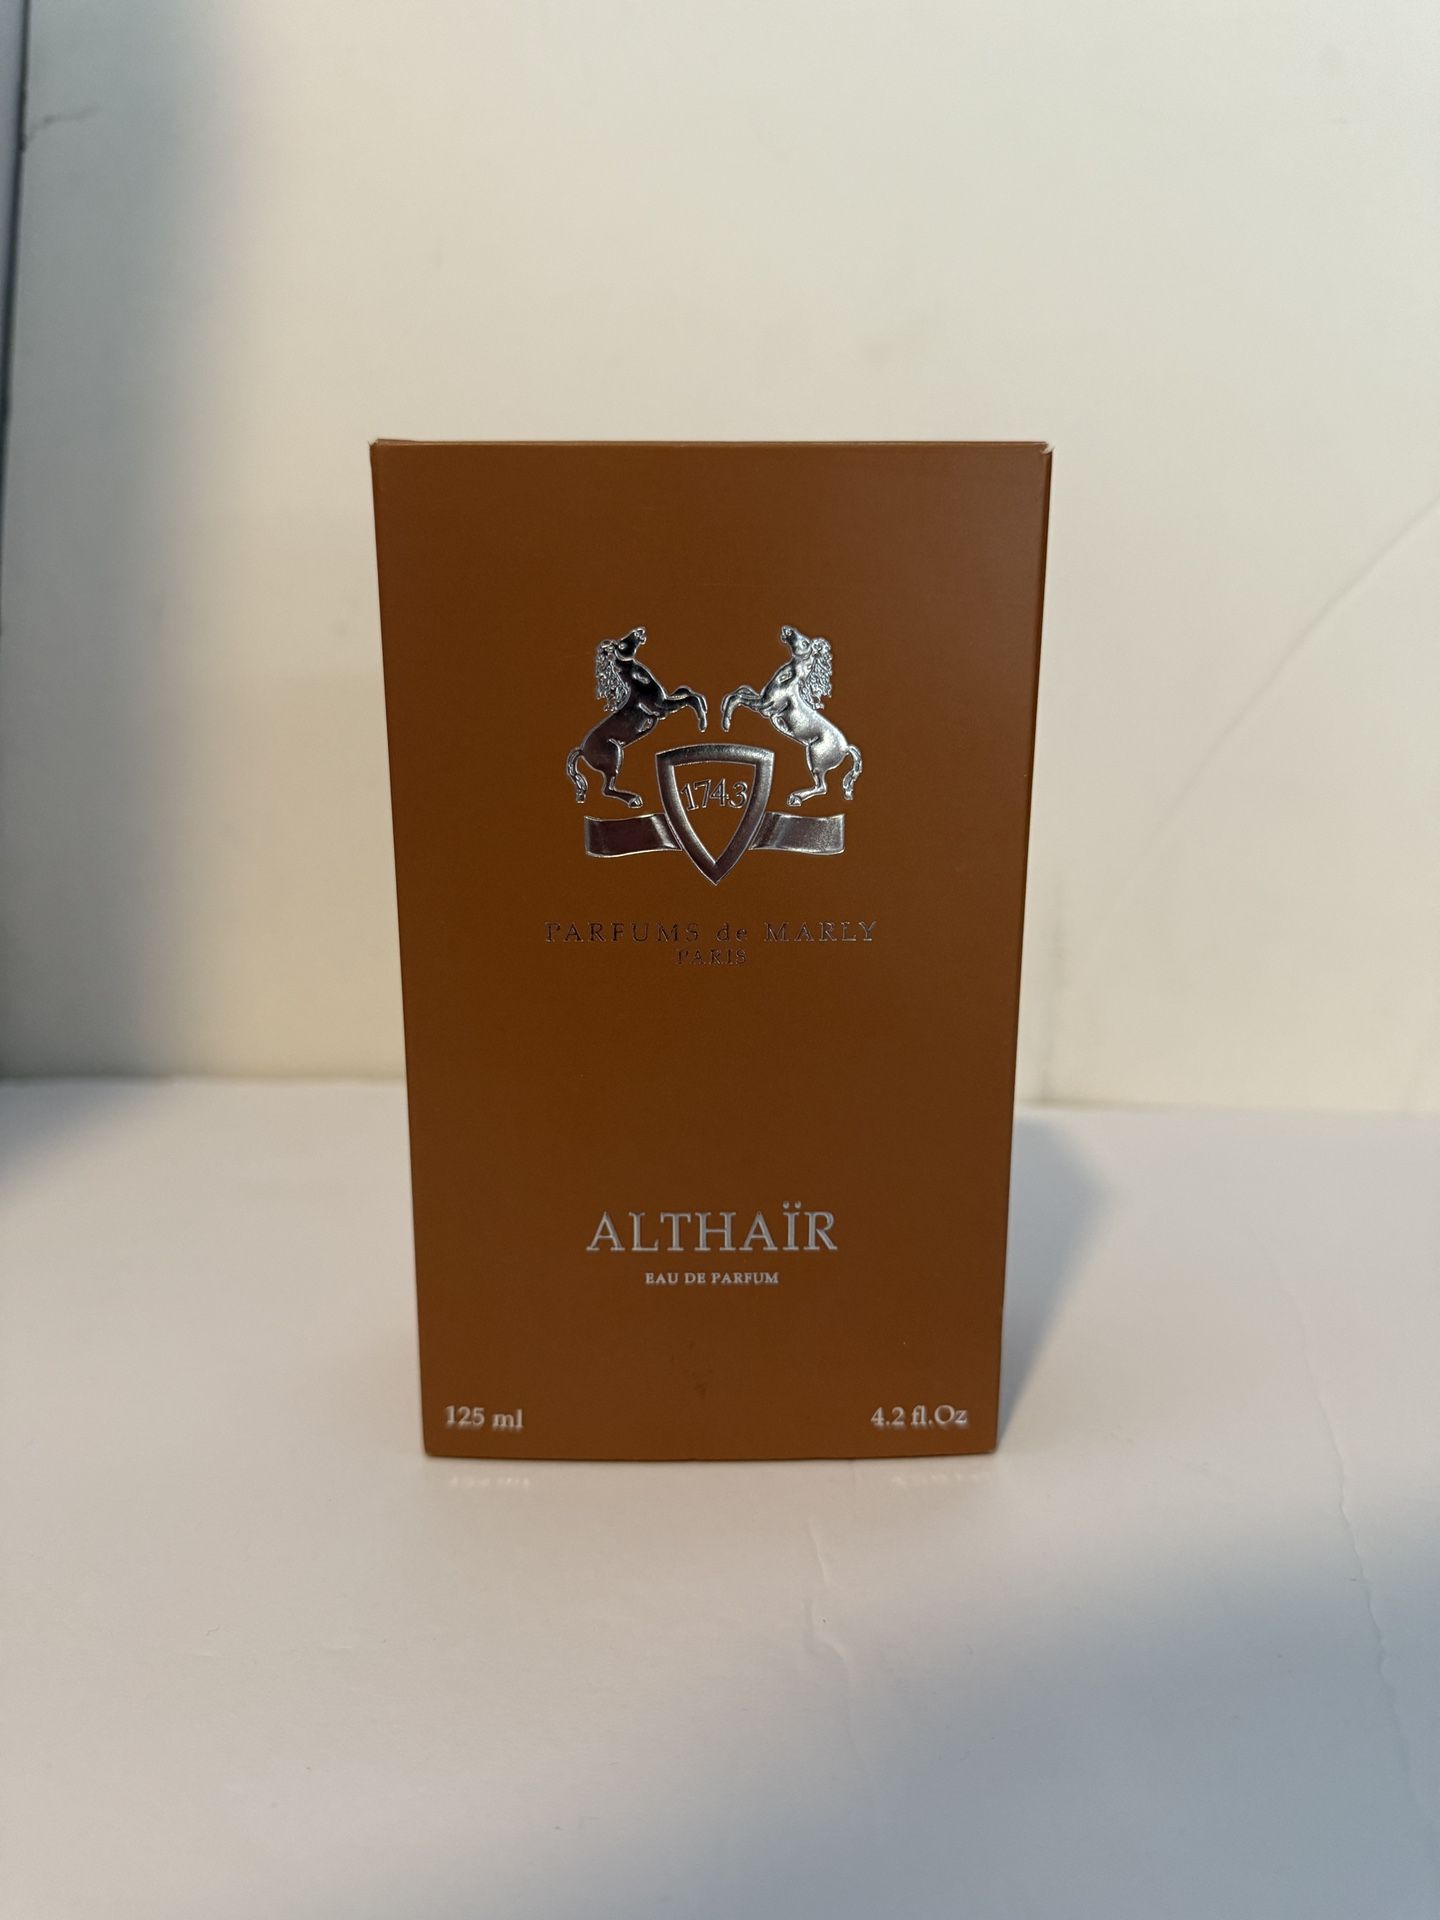 1743
PARFUMS de MARLY
PARIS
ALTHAÏR
EAU DE PARFUM
125 ml
4.2 fl.Oz